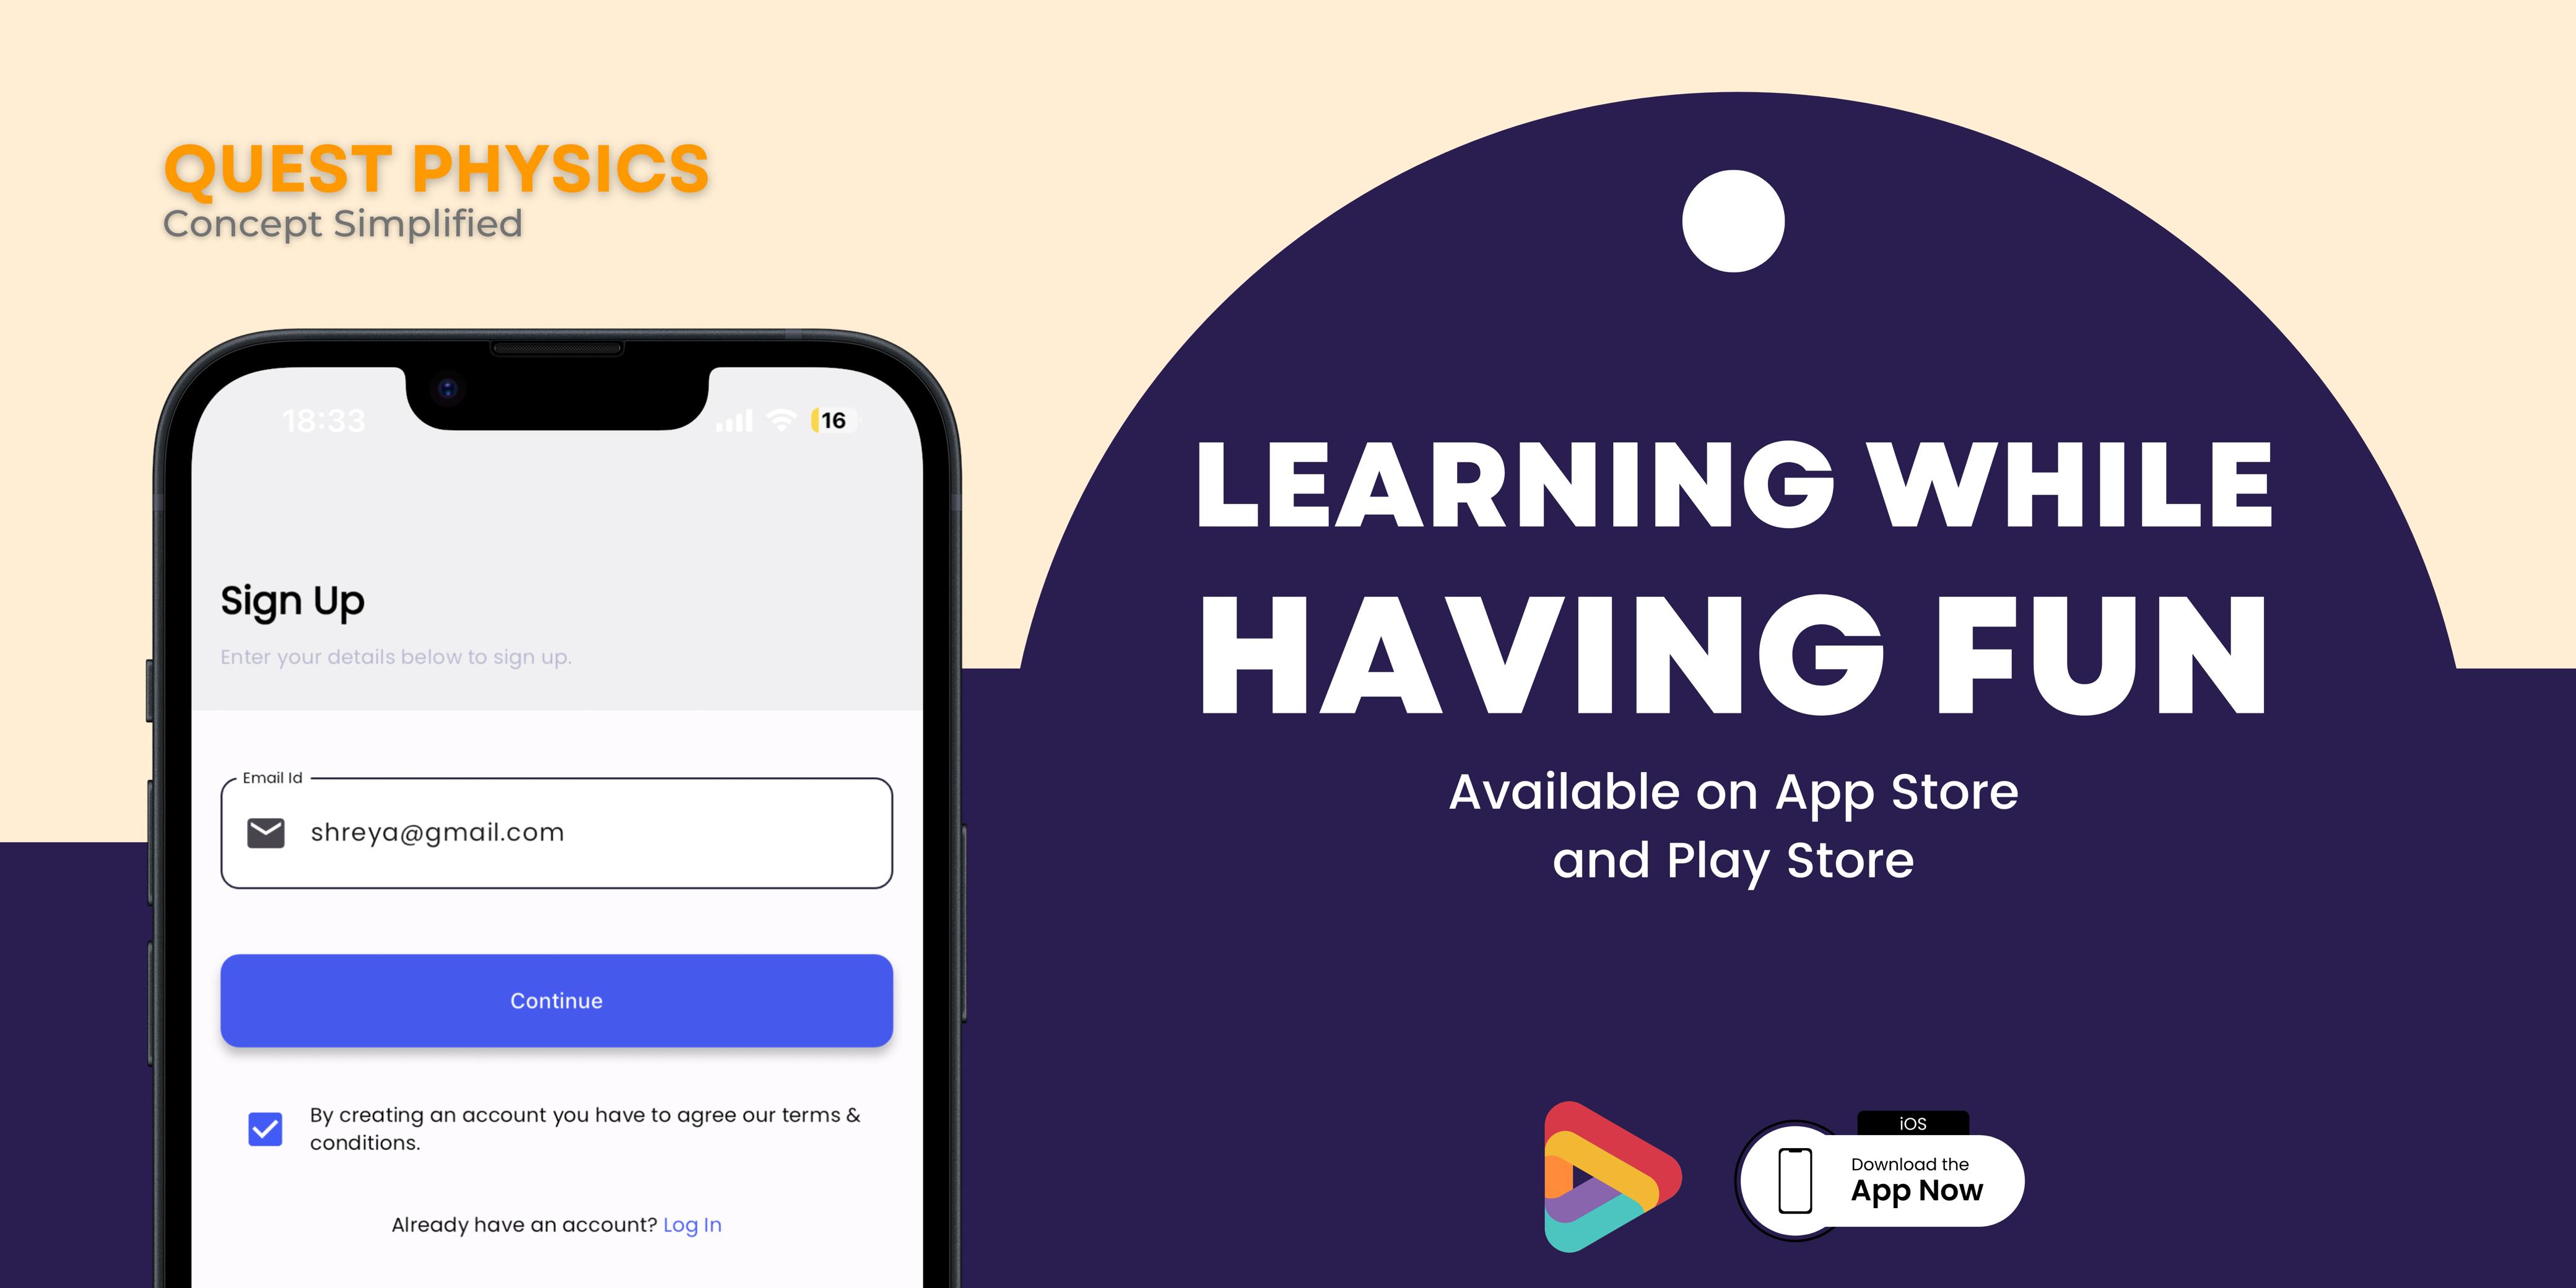 QUEST PHYSICS
Concept Simplified
18:33
16
Sign Up
Enter your details below to sign up.
Email Id
shreya@gmail.com
Continue
By creating an account you have to agree our terms &
conditions.
Already have an account? Log In
LEARNING WHILE
HAVING FUN
Available on App Store
and Play Store
iOS
Download the
App Now